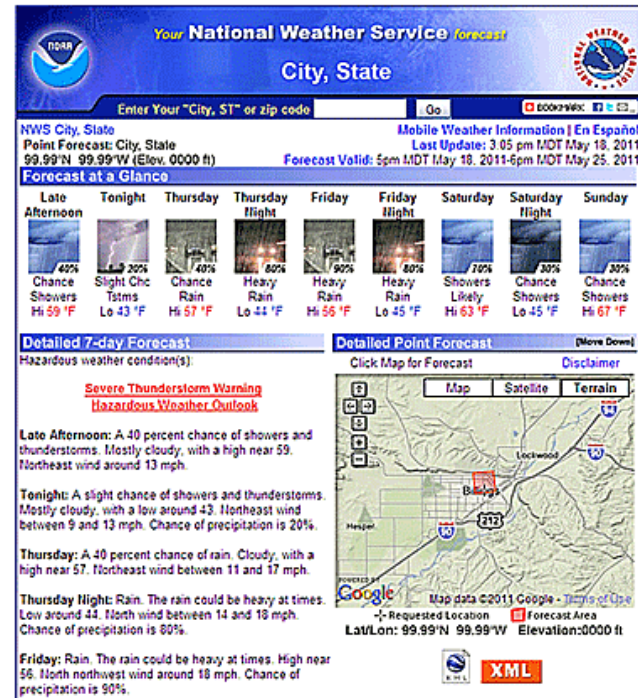 NOAA
Your National Weather Service forecast
City, State
Enter Your "City, ST" or zip code
Go
BOOKMARK
NWS City, State
Mobile Weather Information | En Español
Point Forecast: City, State
Last Update: 3:05 pm MDT May 18, 2011
99.99°N 99.99°W (Elev. 0000 ft)
Forecast Valid: 5pm MDT May 18, 2011-6pm MDT May 25, 2011
Forecast at a Glance
Late Afternoon
Tonight
Thursday
Thursday Night
Friday
Friday Night
Saturday
Saturday Night
Sunday
40% 20% 40% 80% 90% 80% 70% 30% 30%
Chance Showers
Slight Chc Tstms
Chance Rain
Heavy Rain
Heavy Rain
Heavy Rain
Showers Likely
Chance Showers
Chance Showers
Hi 59 °F Lo 43 °F Hi 57 °F Lo 44 °F Hi 56 °F Lo 45 °F Hi 63 °F Lo 45 °F Hi 67 °F
Detailed 7-day Forecast
Hazardous weather condition(s):
Severe Thunderstorm Warning
Hazardous Weather Outlook
Late Afternoon: A 40 percent chance of showers and
thunderstorms. Mostly cloudy, with a high near 59.
Northeast wind around 13 mph.
Tonight: A slight chance of showers and thunderstorms.
Mostly cloudy, with a low around 43. Northeast wind
between 9 and 13 mph. Chance of precipitation is 20%.
Thursday: A 40 percent chance of rain. Cloudy, with a
high near 57. Northeast wind between 11 and 17 mph.
Thursday Night: Rain. The rain could be heavy at times.
Low around 44. North wind between 14 and 18 mph.
Chance of precipitation is 80%.
Friday: Rain. The rain could be heavy at times. High near
56. North northwest wind around 18 mph. Chance of
precipitation is 90%.
Detailed Point Forecast
[Move Down]
Click Map for Forecast
Disclaimer
Map
Satellite
Terrain
94
Lockwood
90
Billings
212
Hesper
90
POWERED BY
Google
Map data ©2011 Google - Terms of Use
Requested Location
Forecast Area
Lat/Lon: 99.99°N 99.99°W Elevation:0000 ft
KML
XML